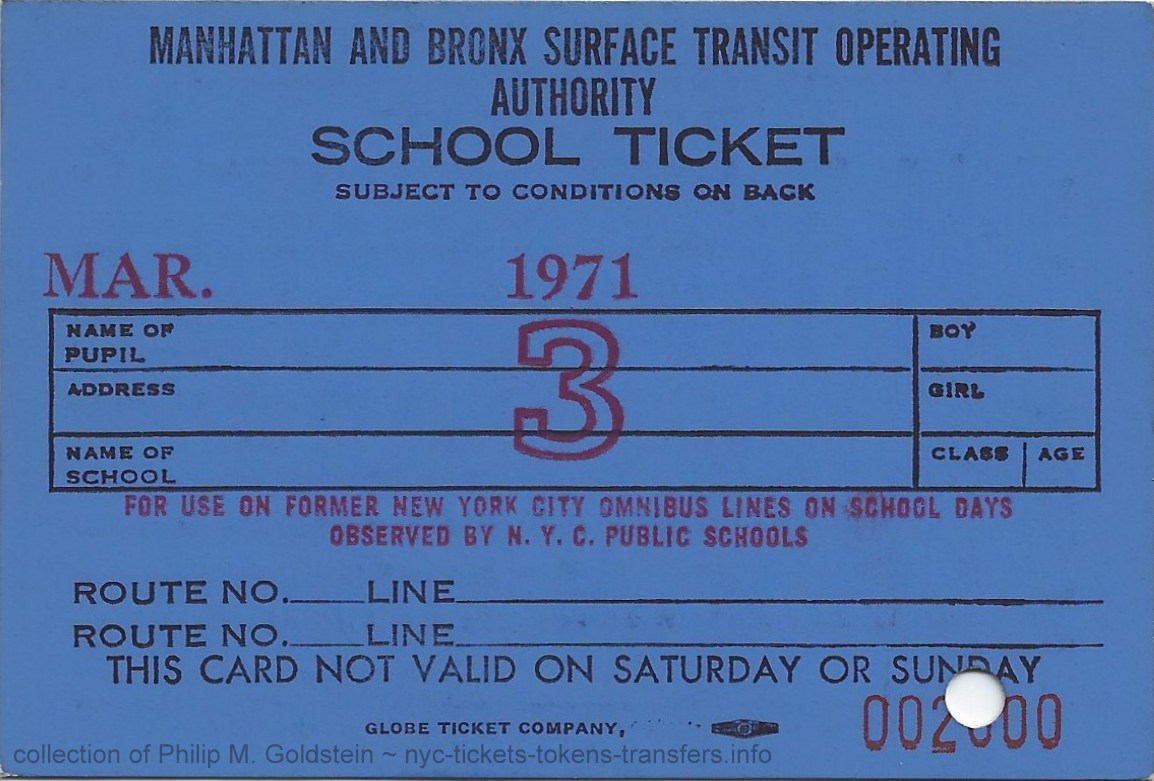 MANHATTAN AND BRONX SURFACE TRANSIT OPERATING
AUTHORITY
SCHOOL TICKET
SUBJECT TO CONDITIONS ON BACK
MAR. 1971
NAME OF
PUPIL
3
BOY
ADDRESS
GIRL
NAME OF
SCHOOL
CLASS
AGE
FOR USE ON FORMER NEW YORK CITY OMNIBUS LINES ON SCHOOL DAYS
OBSERVED BY N. Y. C. PUBLIC SCHOOLS
ROUTE NO.____LINE____
ROUTE NO.____LINE____
THIS CARD NOT VALID ON SATURDAY OR SUNDAY
GLOBE TICKET COMPANY,
collection of Philip M. Goldstein ~ nyc-tickets-tokens-transfers.info